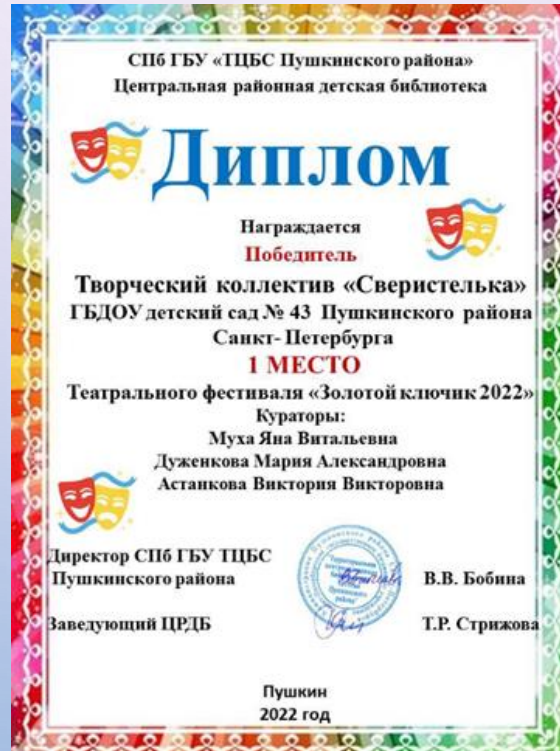 СПб ГБУ «ТЦБС Пушкинского района»
Центральная районная детская библиотека
Диплом
Награждается
Победитель
Творческий коллектив «Сверистелька»
ГБДОУ детский сад № 43 Пушкинского района
Санкт- Петербурга
1 МЕСТО
Театрального фестиваля «Золотой ключик 2022»
Кураторы:
Муха Яна Витальевна
Дуженкова Мария Александровна
Астанкова Виктория Викторовна
Директор СПб ГБУ ТЦБС
Пушкинского района В.В. Бобина
Заведующий ЦРДБ Т.Р. Стрижова
Пушкин
2022 год